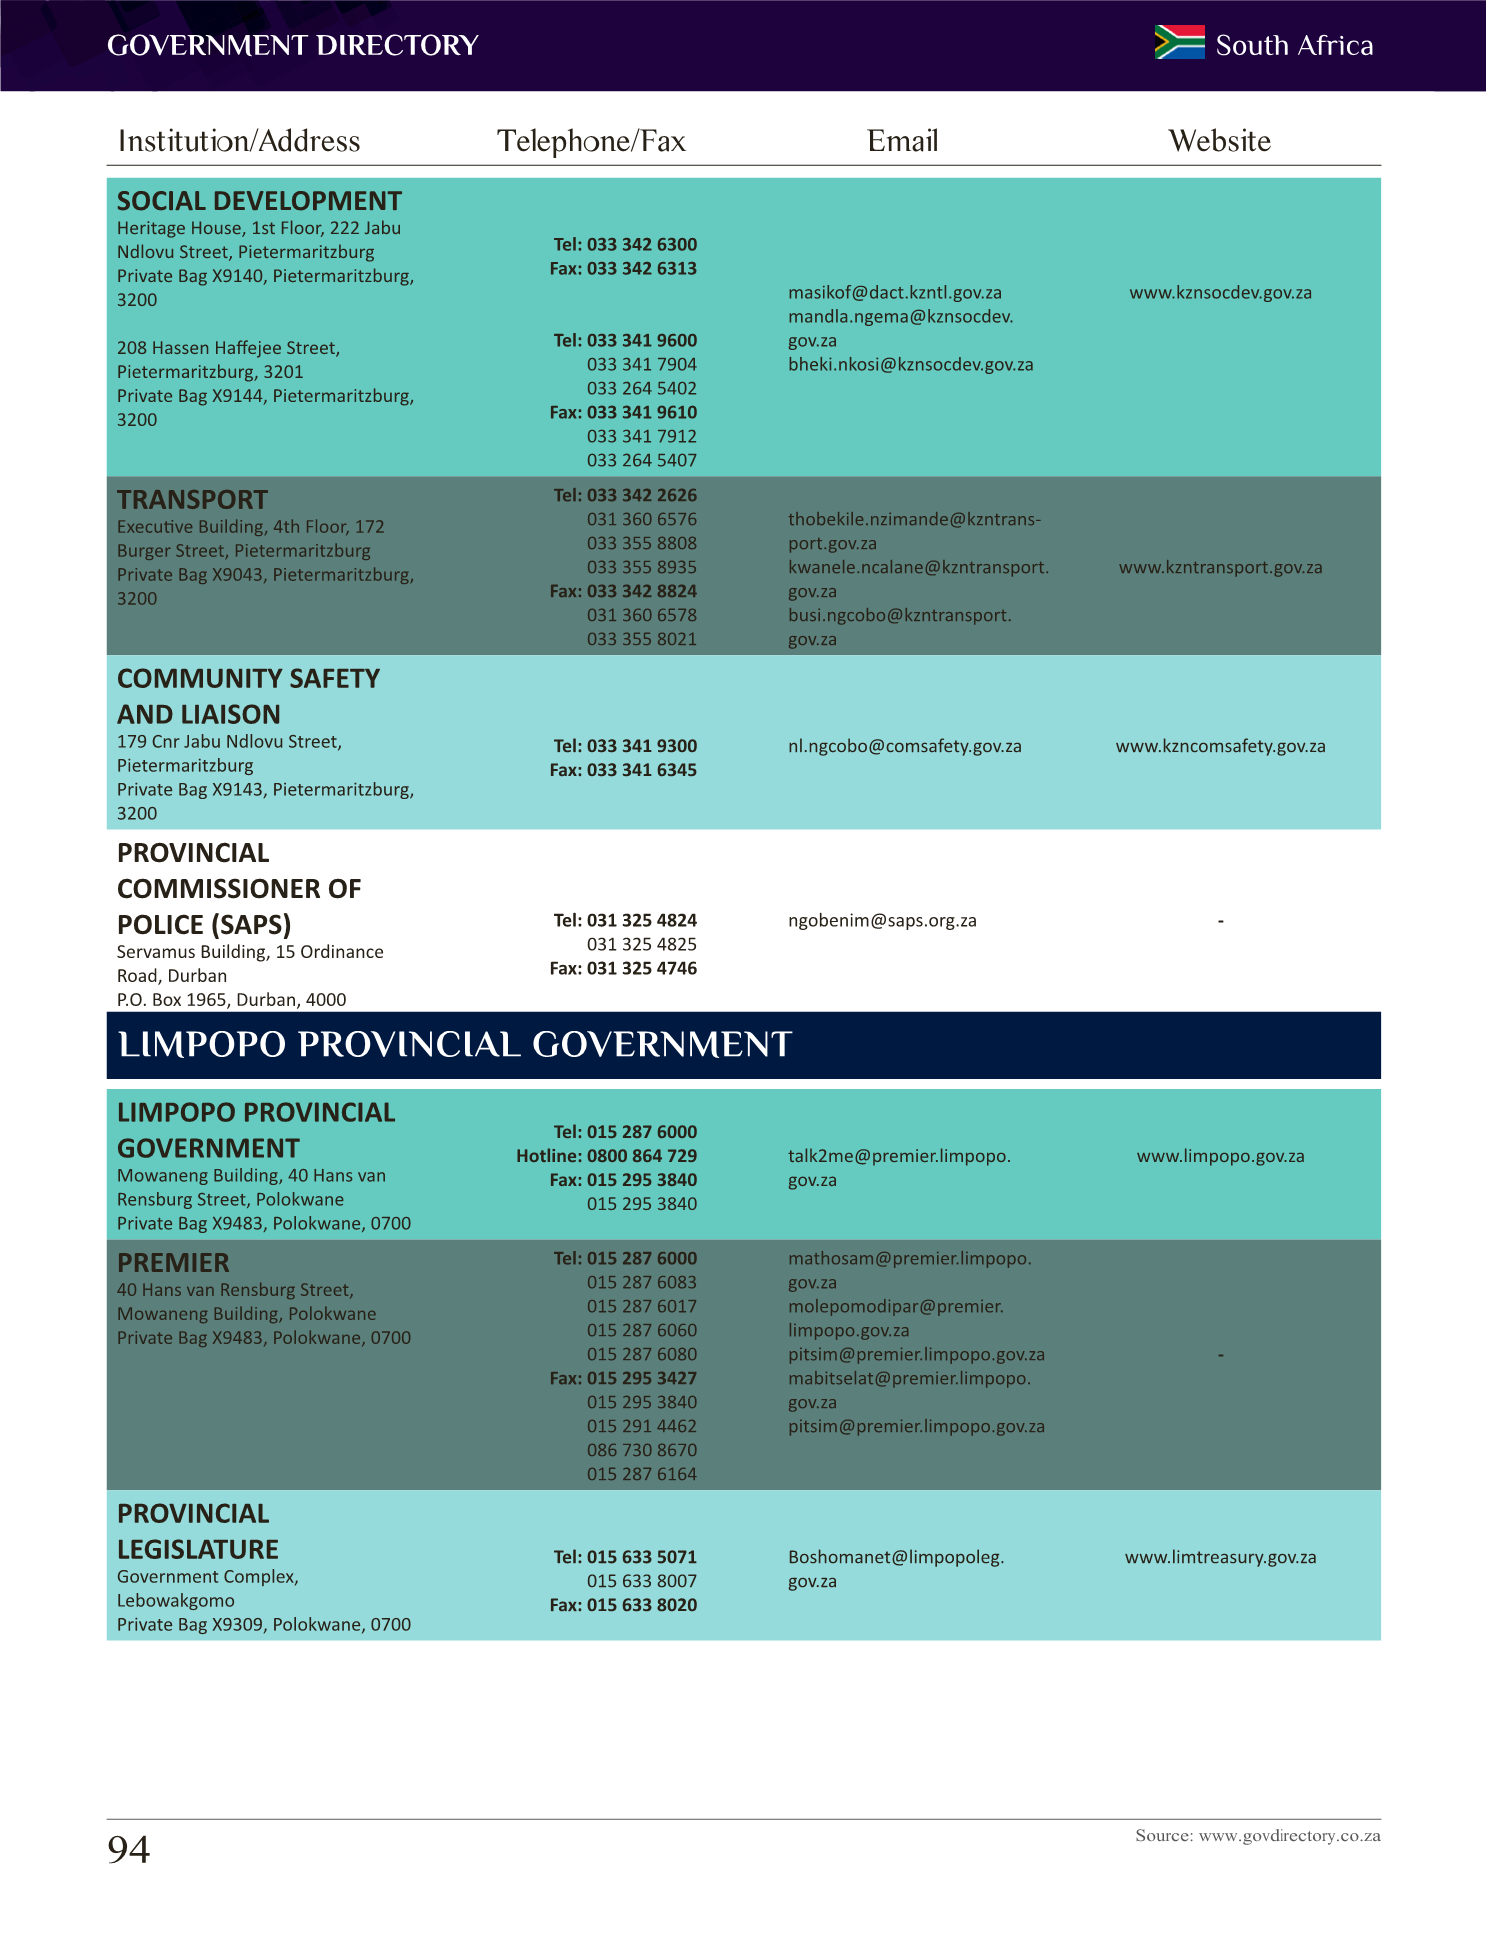 GOVERNMENT DIRECTORY
South Africa
Institution/Address
Telephone/Fax
Email
Website
SOCIAL DEVELOPMENT
Heritage House, 1st Floor, 222 Jabu
Ndlovu Street, Pietermaritzburg
Private Bag X9140, Pietermaritzburg,
3200
208 Hassen Haffejee Street,
Pietermaritzburg, 3201
Private Bag X9144, Pietermaritzburg,
3200
Tel: 033 342 6300
Fax: 033 342 6313
Tel: 033 341 9600
033 341 7904
033 264 5402
Fax: 033 341 9610
033 341 7912
033 264 5407
masikof@dact.kzntl.gov.za
mandla.ngema@kznsocdev.
gov.za
bheki.nkosi@kznsocdev.gov.za
www.kznsocdev.gov.za
TRANSPORT
Executive Building, 4th Floor, 172
Burger Street, Pietermaritzburg
Private Bag X9043, Pietermaritzburg,
3200
Tel: 033 342 2626
031 360 6576
033 355 8808
033 355 8935
Fax: 033 342 8824
031 360 6578
033 355 8021
thobekile.nzimande@kzntrans-
port.gov.za
kwanele.ncalane@kzntransport.
gov.za
busi.ngcobo@kzntransport.
gov.za
www.kzntransport.gov.za
COMMUNITY SAFETY
AND LIAISON
179 Cnr Jabu Ndlovu Street,
Pietermaritzburg
Private Bag X9143, Pietermaritzburg,
3200
Tel: 033 341 9300
Fax: 033 341 6345
nl.ngcobo@comsafety.gov.za
www.kzncomsafety.gov.za
PROVINCIAL
COMMISSIONER OF
POLICE (SAPS)
Servamus Building, 15 Ordinance
Road, Durban
P.O. Box 1965, Durban, 4000
Tel: 031 325 4824
031 325 4825
Fax: 031 325 4746
ngobenim@saps.org.za
-
LIMPOPO PROVINCIAL GOVERNMENT
LIMPOPO PROVINCIAL
GOVERNMENT
Mowaneng Building, 40 Hans van
Rensburg Street, Polokwane
Private Bag X9483, Polokwane, 0700
Tel: 015 287 6000
Hotline: 0800 864 729
Fax: 015 295 3840
015 295 3840
talk2me@premier.limpopo.
gov.za
www.limpopo.gov.za
PREMIER
40 Hans van Rensburg Street,
Mowaneng Building, Polokwane
Private Bag X9483, Polokwane, 0700
Tel: 015 287 6000
015 287 6083
015 287 6017
015 287 6060
015 287 6080
Fax: 015 295 3427
015 295 3840
015 291 4462
086 730 8670
015 287 6164
mathosam@premier.limpopo.
gov.za
molepomodipar@premier.
limpopo.gov.za
pitsim@premier.limpopo.gov.za
mabitselat@premier.limpopo.
gov.za
pitsim@premier.limpopo.gov.za
-
PROVINCIAL
LEGISLATURE
Government Complex,
Lebowakgomo
Private Bag X9309, Polokwane, 0700
Tel: 015 633 5071
015 633 8007
Fax: 015 633 8020
Boshomanet@limpopoleg.
gov.za
www.limtreasury.gov.za
94
Source: www.govdirectory.co.za